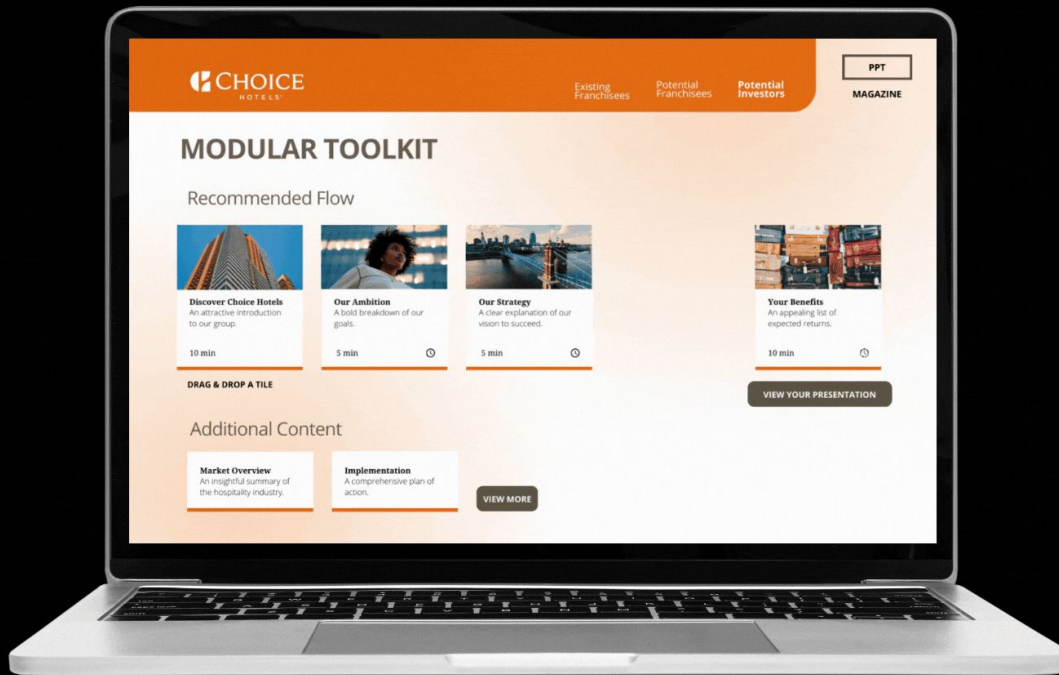 CHOICE
HOTELS
Existing
Franchisees
Potential
Franchisees
Potential
Investors
PPT
MAGAZINE
MODULAR TOOLKIT
Recommended Flow
Discover Choice Hotels
An attractive introduction
to our group.
10 min
Our Ambition
A bold breakdown of our
goals.
5 min
Our Strategy
A clear explanation of our
vision to succeed.
5 min
Your Benefits
An appealing list of
expected returns.
10 min
DRAG & DROP A TILE
VIEW YOUR PRESENTATION
Additional Content
Market Overview
An insightful summary of
the hospitality industry.
Implementation
A comprehensive plan of
action.
VIEW MORE